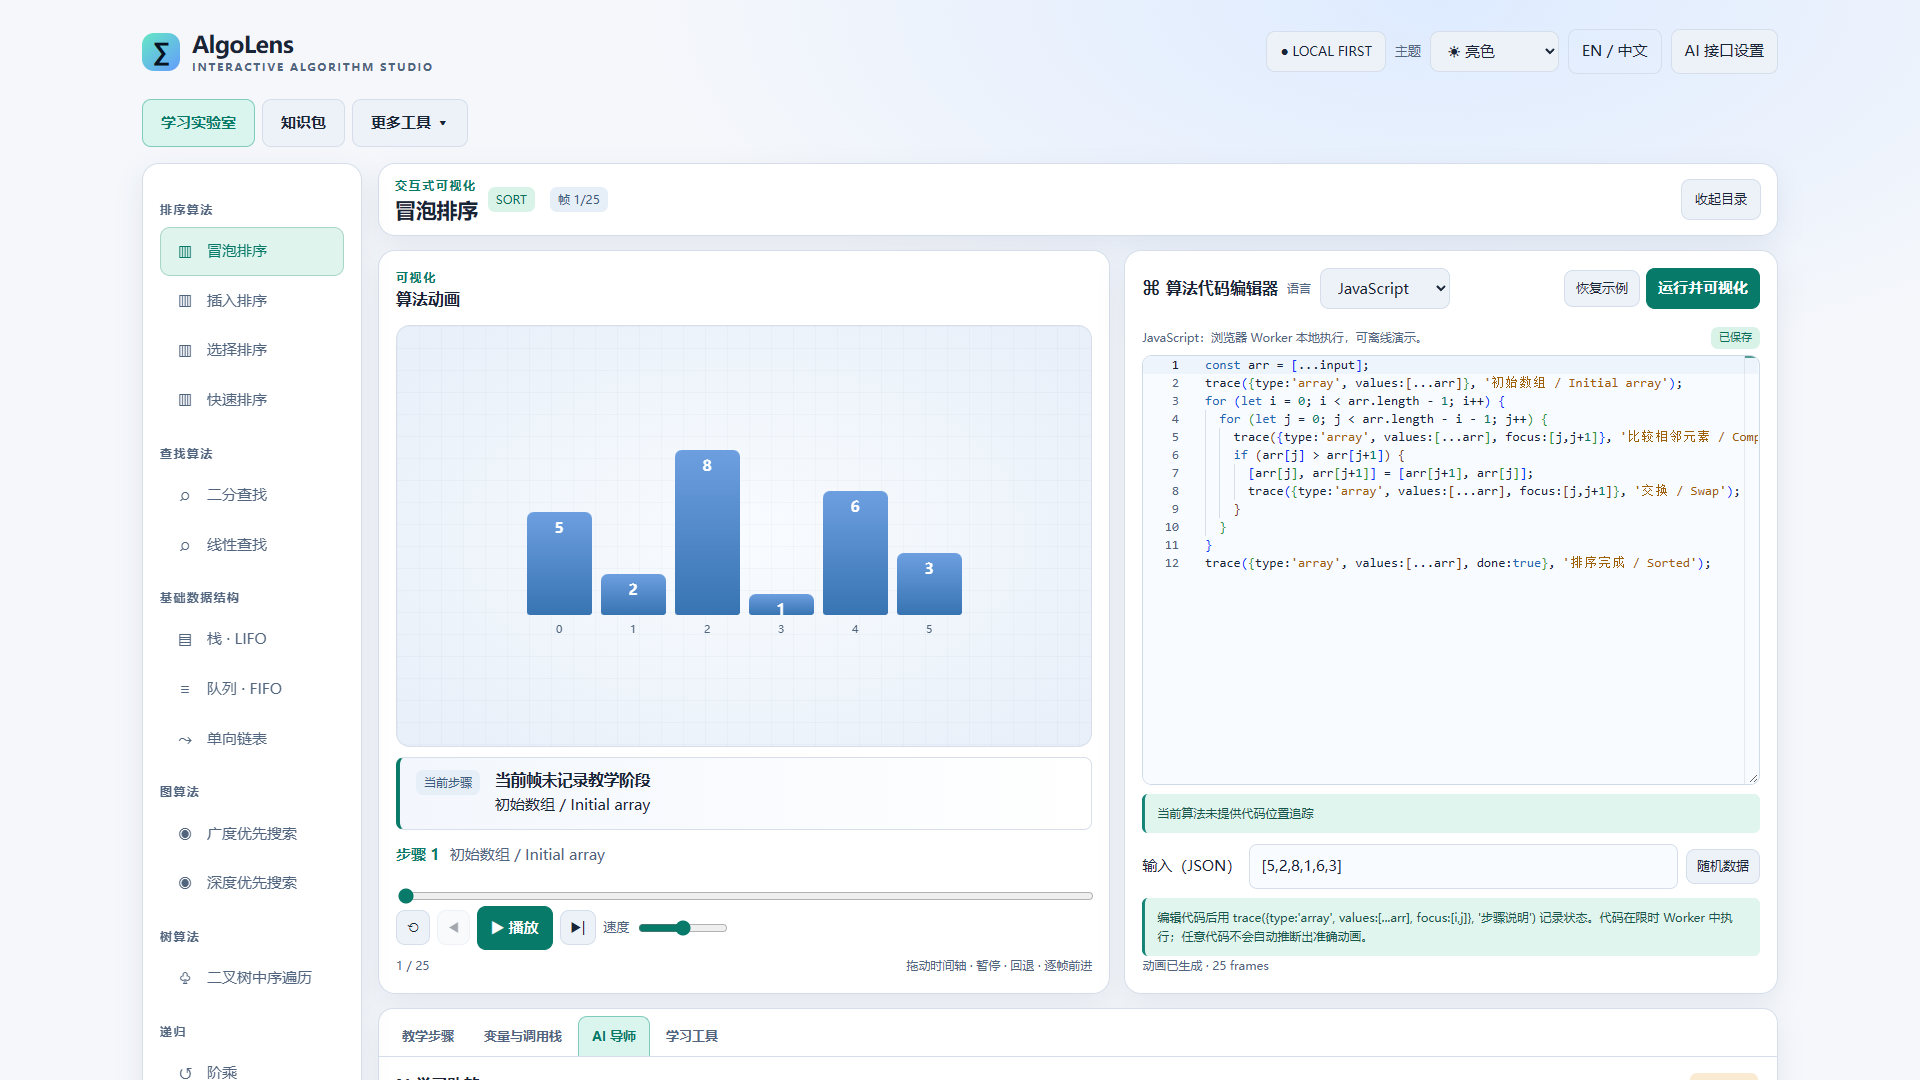 ∑ AlgoLens
INTERACTIVE ALGORITHM STUDIO
● LOCAL FIRST
主题
☀ 亮色
EN / 中文
AI 接口设置
学习实验室
知识包
更多工具 ▾
排序算法
冒泡排序
插入排序
选择排序
快速排序
查找算法
二分查找
线性查找
基础数据结构
栈 · LIFO
队列 · FIFO
单向链表
图算法
广度优先搜索
深度优先搜索
树算法
二叉树中序遍历
递归
阶乘
交互式可视化
冒泡排序
SORT
帧 1/25
收起目录
可视化
算法动画
5
2
8
1
6
3
0
1
2
3
4
5
当前步骤
当前帧未记录教学阶段
初始数组 / Initial array
步骤 1 初始数组 / Initial array
▶ 播放
速度
1 / 25
拖动时间轴 · 暂停 · 回退 · 逐帧前进
⌘ 算法代码编辑器
语言
JavaScript
恢复示例
运行并可视化
JavaScript：浏览器 Worker 本地执行，可离线演示。
已保存
1 const arr = [...input];
2 trace({type:'array', values:[...arr]}, '初始数组 / Initial array');
3 for (let i = 0; i < arr.length - 1; i++) {
4 for (let j = 0; j < arr.length - i - 1; j++) {
5 trace({type:'array', values:[...arr], focus:[j,j+1]}, '比较相邻元素 / Comp
6 if (arr[j] > arr[j+1]) {
7 [arr[j], arr[j+1]] = [arr[j+1], arr[j]];
8 trace({type:'array', values:[...arr], focus:[j,j+1]}, '交换 / Swap');
9 }
10 }
11 }
12 trace({type:'array', values:[...arr], done:true}, '排序完成 / Sorted');
当前算法未提供代码位置追踪
输入（JSON）
[5,2,8,1,6,3]
随机数据
编辑代码后用 trace({type:'array', values:[...arr], focus:[i,j]}, '步骤说明') 记录状态。代码在限时 Worker 中执
行；任意代码不会自动推断出准确动画。
动画已生成 · 25 frames
教学步骤
变量与调用栈
AI 导师
学习工具